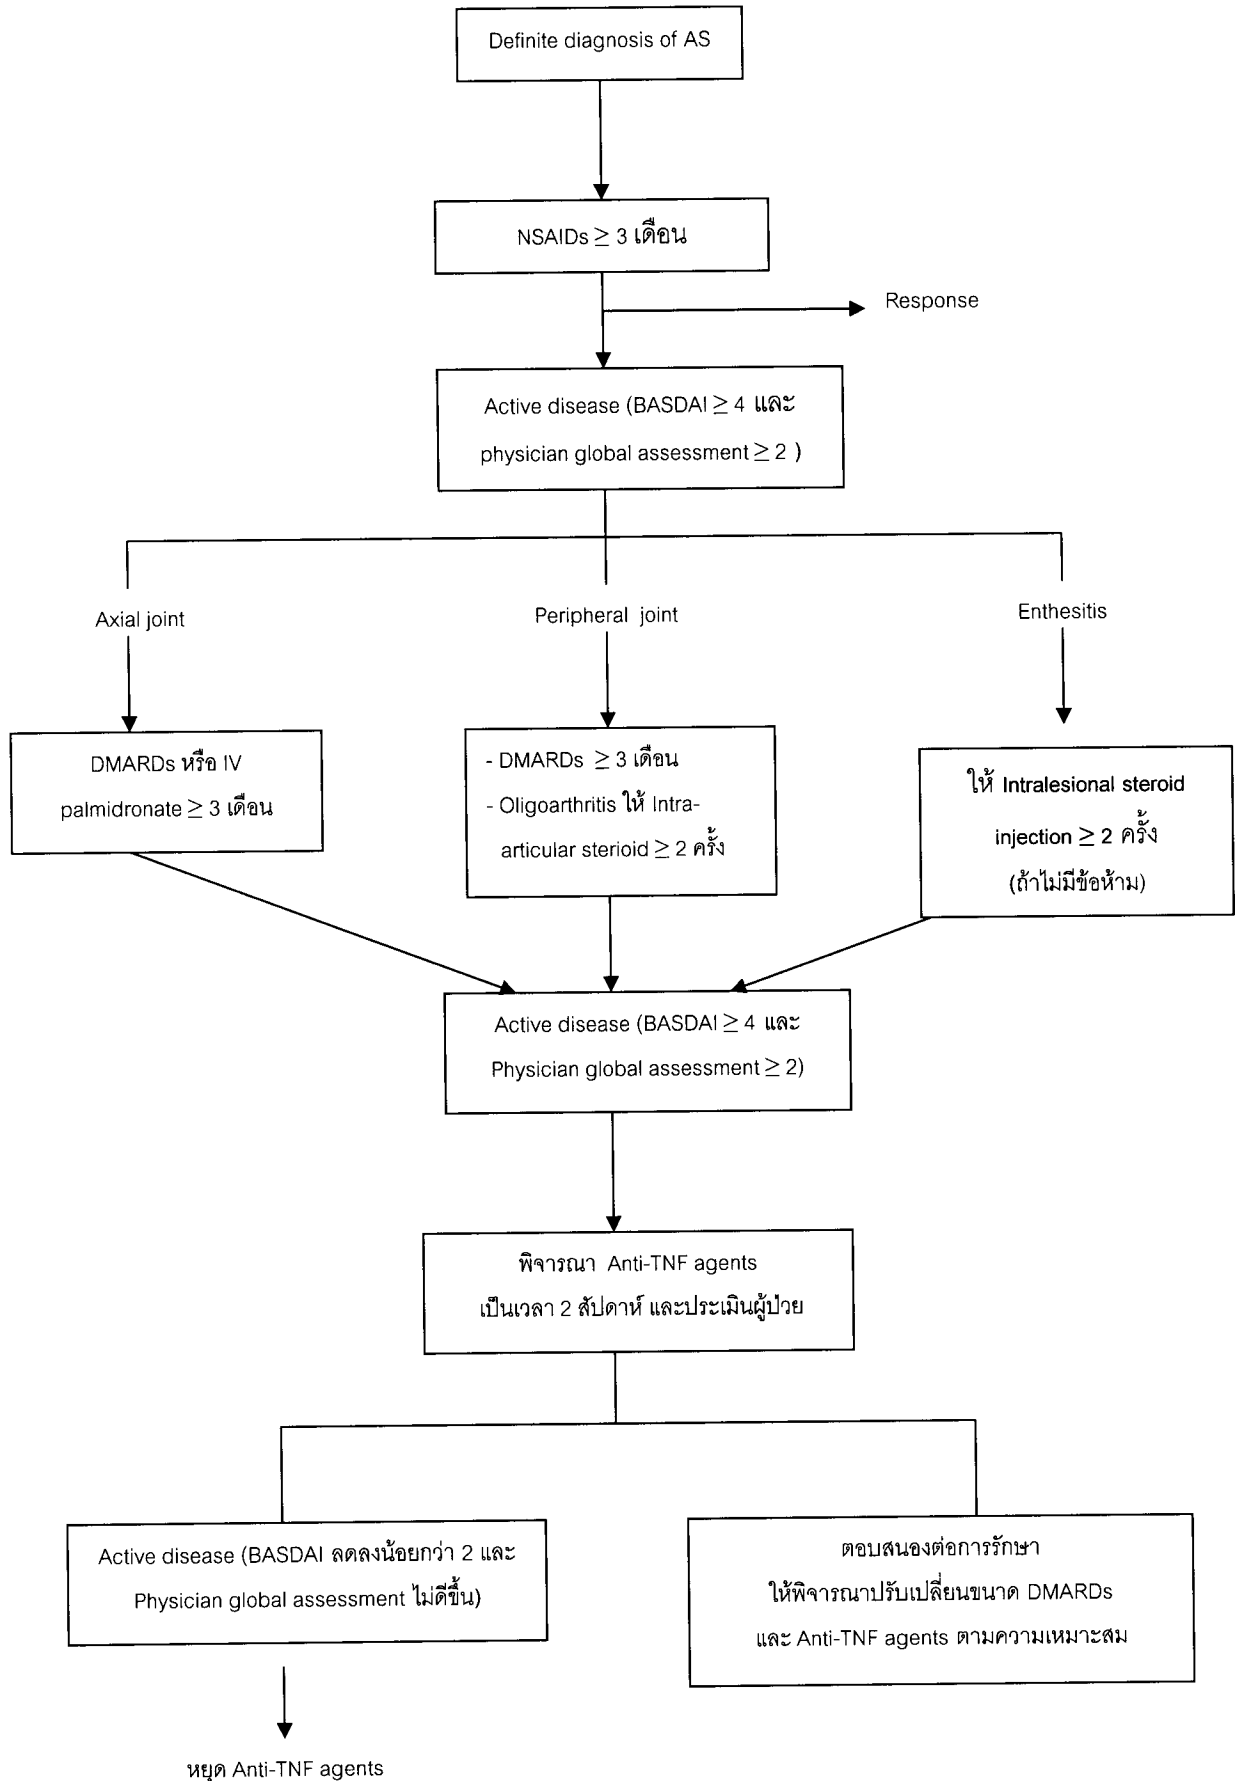 Definite diagnosis of AS
NSAIDs ≥ 3 เดือน
Response
Active disease (BASDAI ≥ 4 และ
physician global assessment ≥ 2 )
Axial joint
Peripheral joint
Enthesitis
DMARDs หรือ IV
palmidronate ≥ 3 เดือน
- DMARDs ≥ 3 เดือน
- Oligoarthritis ให้ Intra-
articular sterioid ≥ 2 ครั้ง
ให้ Intralesional steroid
injection ≥ 2 ครั้ง
(ถ้าไม่มีข้อห้าม)
Active disease (BASDAI ≥ 4 และ
Physician global assessment ≥ 2)
พิจารณา Anti-TNF agents
เป็นเวลา 2 สัปดาห์ และประเมินผู้ป่วย
Active disease (BASDAI ลดลงน้อยกว่า 2 และ
Physician global assessment ไม่ดีขึ้น)
ตอบสนองต่อการรักษา
ให้พิจารณาปรับเปลี่ยนขนาด DMARDs
และ Anti-TNF agents ตามความเหมาะสม
หยุด Anti-TNF agents